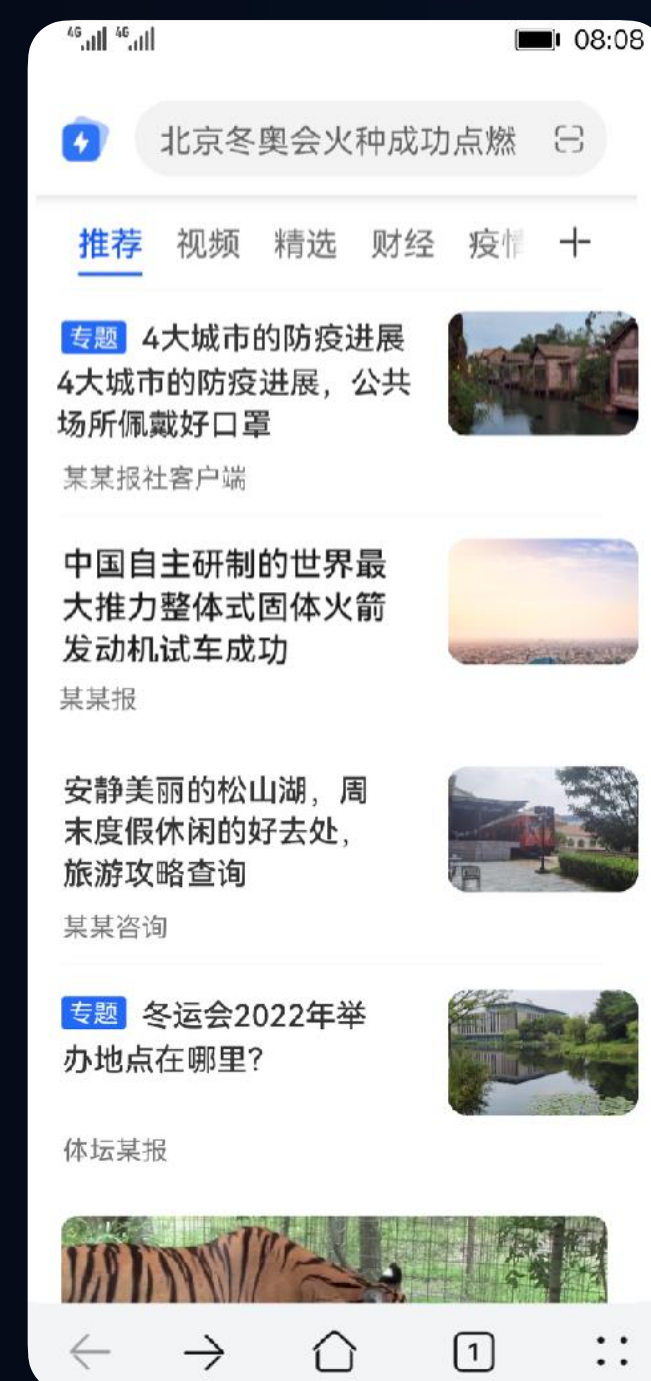 4G 4G 08:08
北京冬奥会火种成功点燃
推荐 视频 精选 财经 疫情
专题 4大城市的防疫进展
4大城市的防疫进展，公共
场所佩戴好口罩
某某报社客户端
中国自主研制的世界最
大推力整体式固体火箭
发动机试车成功
某某报
安静美丽的松山湖，周
末度假休闲的好去处，
旅游攻略查询
某某咨询
专题 冬运会2022年举
办地点在哪里？
体坛某报
1